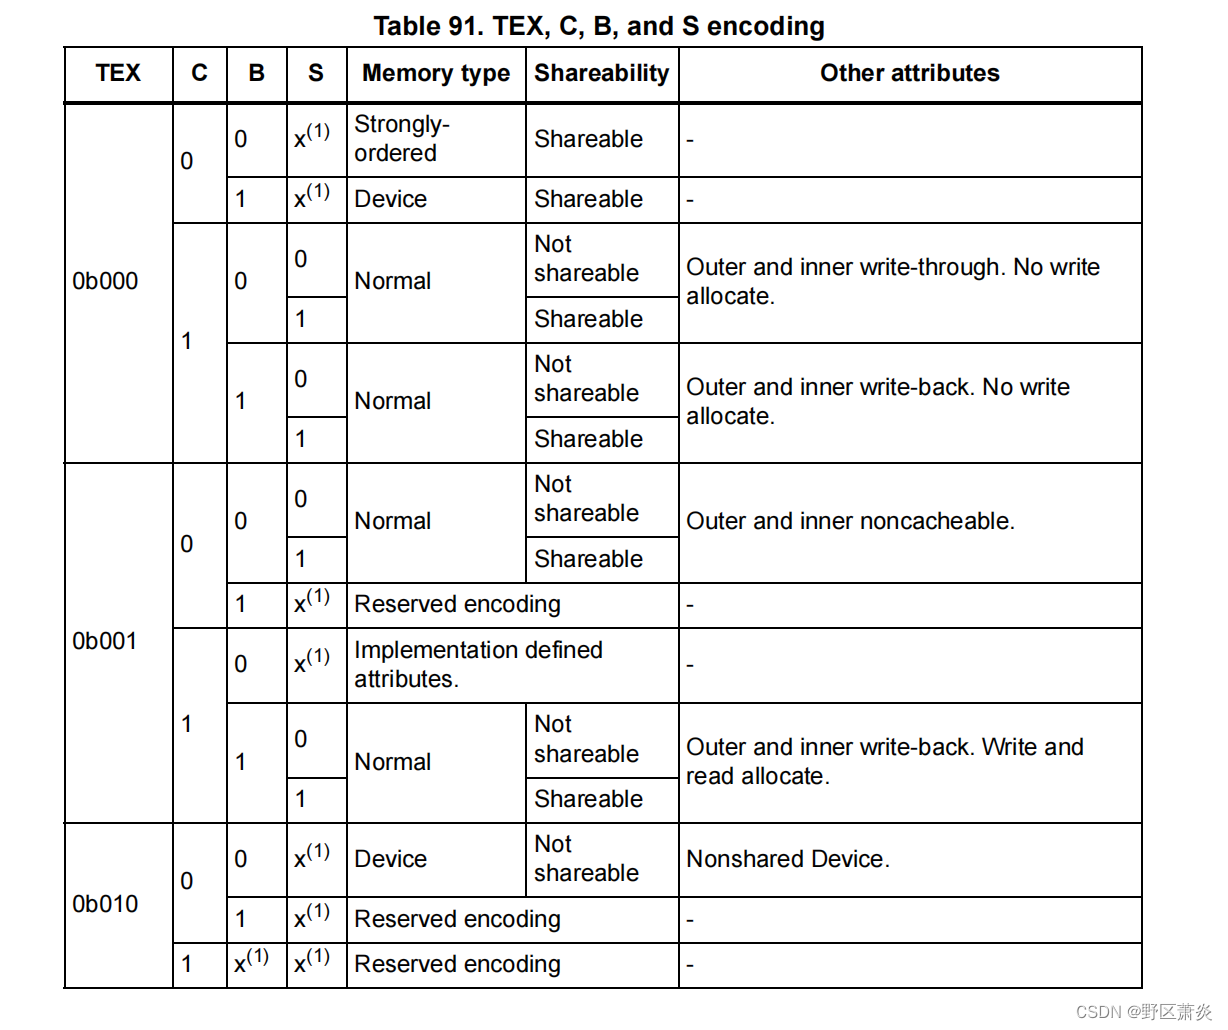 Table 91. TEX, C, B, and S encoding
TEX C B S Memory type Shareability Other attributes
0b000 0 0 x(1) Strongly-
ordered Shareable -
1 x(1) Device Shareable -
1 0 0 Normal Not
shareable Outer and inner write-through. No write
allocate.
1 Shareable
1 0 Normal Not
shareable Outer and inner write-back. No write
allocate.
1 Shareable
0b001 0 0 0 Normal Not
shareable Outer and inner noncacheable.
1 Shareable
1 x(1) Reserved encoding -
1 0 x(1) Implementation defined
attributes. -
1 0 Normal Not
shareable Outer and inner write-back. Write and
read allocate.
1 Shareable
0b010 0 0 x(1) Device Not
shareable Nonshared Device.
1 x(1) Reserved encoding -
1 x(1) x(1) Reserved encoding -
CSDN @野区萧炎